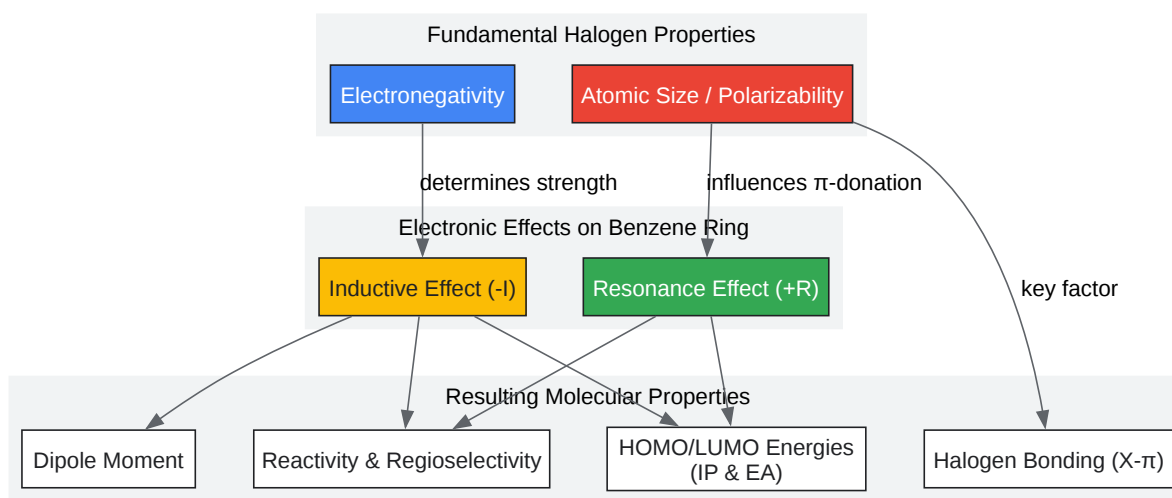 Fundamental Halogen Properties
Electronegativity
Atomic Size / Polarizability
determines strength
influences π-donation
Electronic Effects on Benzene Ring
Inductive Effect (-I)
Resonance Effect (+R)
key factor
Resulting Molecular Properties
Dipole Moment
Reactivity & Regioselectivity
HOMO/LUMO Energies
(IP & EA)
Halogen Bonding (X-π)